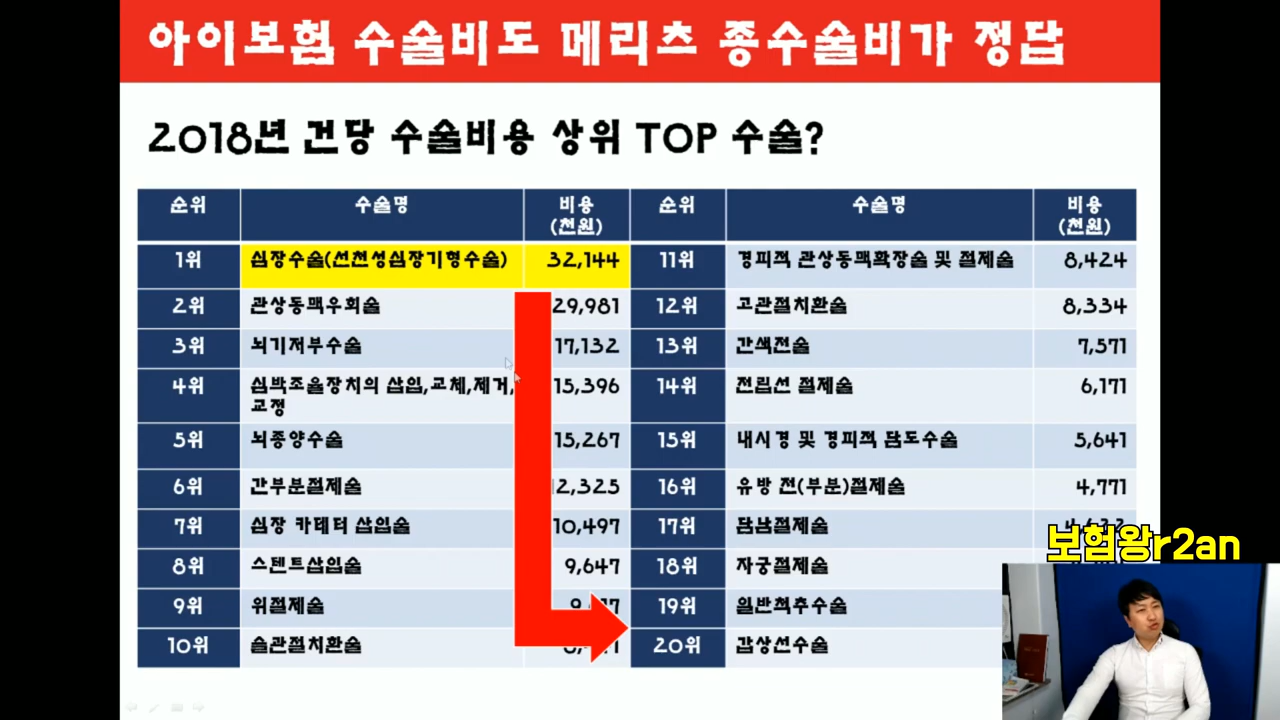 아이보험 수술비도 메리츠 종수술비가 정답
2018년 건당 수술비용 상위 TOP 수술?
순위 수술명 비용 (천원) 순위 수술명 비용 (천원)
1위 심장수술(선천성심장기형수술) 32,144 11위 경피적 관상동맥확장술 및 절제술 8,424
2위 관상동맥우회술 29,981 12위 고관절치환술 8,334
3위 뇌기저부수술 17,132 13위 간색전술 7,571
4위 심박조율장치의 삽입,교체,제거, 15,396 14위 전립선 절제술 6,171
교정
5위 뇌종양수술 15,267 15위 내시경 및 경피적 담도수술 5,641
6위 간부분절제술 16위 유방 전(부분)절제술 4,771
7위 심장 카테터 삽입술 10,497 17위 담낭절제술
8위 스텐트삽입술 9,647 18위 자궁절제술
9위 위절제술 19위 일반척추수술
10위 슬관절치환술 20위 갑상선수술
보험왕r2an